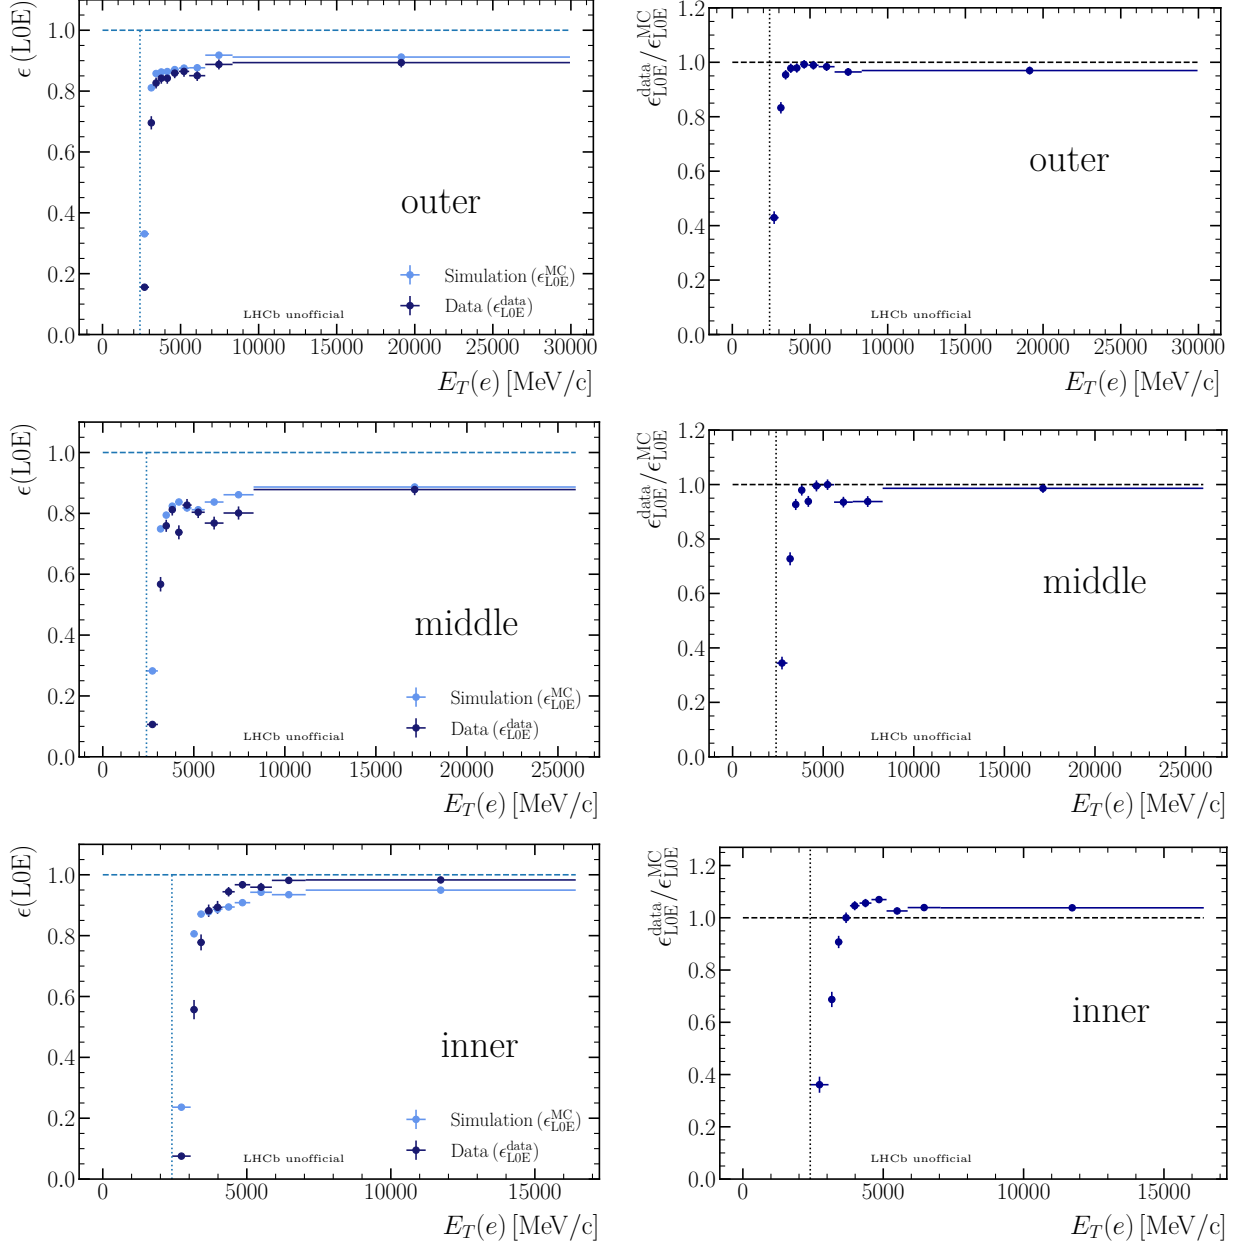 ϵ(L0E)
1.0
0.8
0.6
0.4
0.2
0.0
outer
Simulation (ϵ^MC_L0E)
Data (ϵ^data_L0E)
LHCb unofficial
0 5000 10000 15000 20000 25000 30000
E_T(e) [MeV/c]
ϵ^data_L0E/ϵ^MC_L0E
1.2
1.0
0.8
0.6
0.4
0.2
0.0
outer
LHCb unofficial
0 5000 10000 15000 20000 25000 30000
E_T(e) [MeV/c]
ϵ(L0E)
1.0
0.8
0.6
0.4
0.2
0.0
middle
Simulation (ϵ^MC_L0E)
Data (ϵ^data_L0E)
LHCb unofficial
0 5000 10000 15000 20000 25000
E_T(e) [MeV/c]
ϵ^data_L0E/ϵ^MC_L0E
1.2
1.0
0.8
0.6
0.4
0.2
0.0
middle
LHCb unofficial
0 5000 10000 15000 20000 25000
E_T(e) [MeV/c]
ϵ(L0E)
1.0
0.8
0.6
0.4
0.2
0.0
inner
Simulation (ϵ^MC_L0E)
Data (ϵ^data_L0E)
LHCb unofficial
0 5000 10000 15000
E_T(e) [MeV/c]
ϵ^data_L0E/ϵ^MC_L0E
1.2
1.0
0.8
0.6
0.4
0.2
0.0
inner
LHCb unofficial
0 5000 10000 15000
E_T(e) [MeV/c]